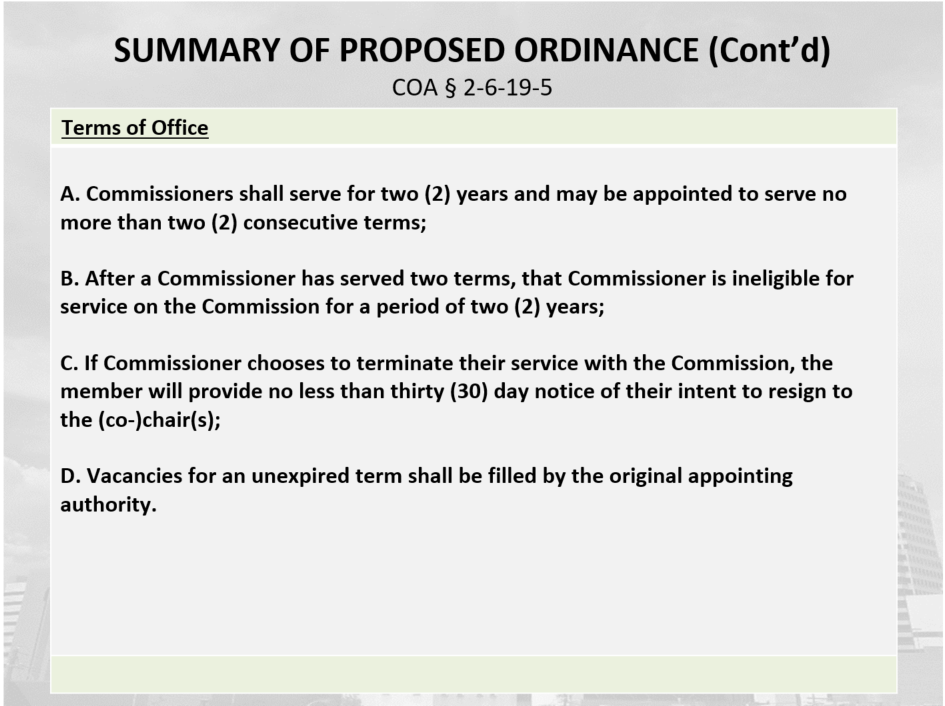 SUMMARY OF PROPOSED ORDINANCE (Cont’d)
COA § 2-6-19-5
Terms of Office
A. Commissioners shall serve for two (2) years and may be appointed to serve no
more than two (2) consecutive terms;
B. After a Commissioner has served two terms, that Commissioner is ineligible for
service on the Commission for a period of two (2) years;
C. If Commissioner chooses to terminate their service with the Commission, the
member will provide no less than thirty (30) day notice of their intent to resign to
the (co-)chair(s);
D. Vacancies for an unexpired term shall be filled by the original appointing
authority.